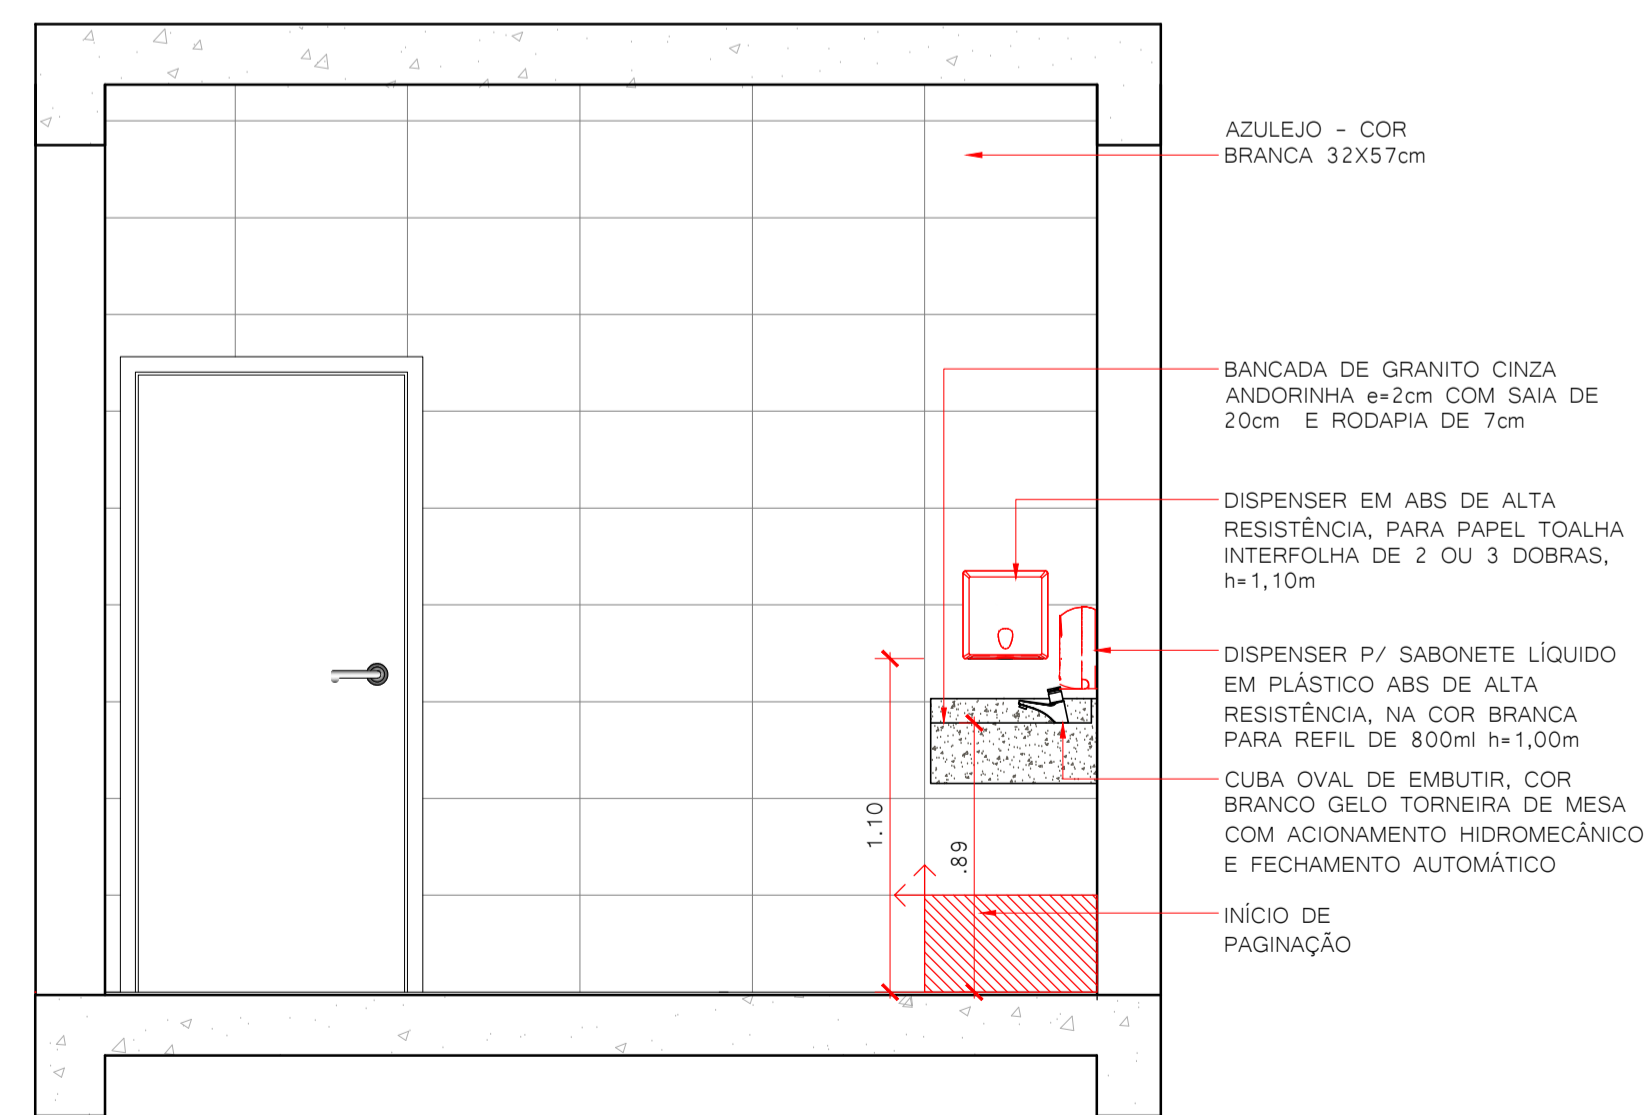 AZULEJO - COR
BRANCA 32X57cm
BANCADA DE GRANITO CINZA
ANDORINHA e=2cm COM SAIA DE
20cm E RODAPIA DE 7cm
DISPENSER EM ABS DE ALTA
RESISTÊNCIA, PARA PAPEL TOALHA
INTERFOLHA DE 2 OU 3 DOBRAS,
h=1,10m
DISPENSER P/ SABONETE LÍQUIDO
EM PLÁSTICO ABS DE ALTA
RESISTÊNCIA, NA COR BRANCA
PARA REFIL DE 800ml h=1,00m
CUBA OVAL DE EMBUTIR, COR
BRANCO GELO TORNEIRA DE MESA
COM ACIONAMENTO HIDROMECÂNICO
E FECHAMENTO AUTOMÁTICO
INÍCIO DE
PAGINAÇÃO
1.10
.89